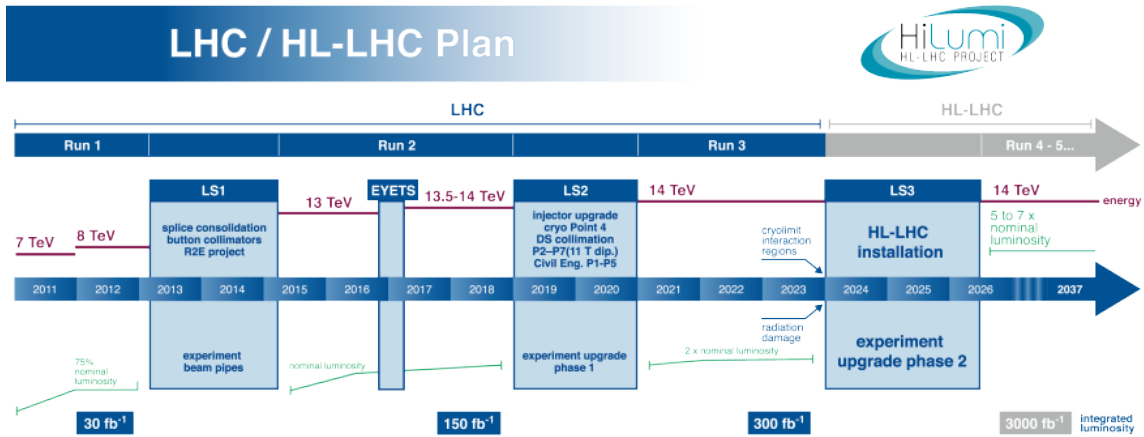 LHC / HL-LHC Plan
HiLumi
HL-LHC PROJECT
LHC
HL-LHC
Run 1
Run 2
Run 3
Run 4 - 5...
LS1
EYETS
LS2
LS3
13 TeV
13.5-14 TeV
14 TeV
14 TeV
energy
7 TeV
8 TeV
splice consolidation
button collimators
R2E project
injector upgrade
cryo Point 4
DS collimation
P2–P7(11 T dip.)
Civil Eng. P1-P5
cryolimit
interaction
regions
HL-LHC
installation
5 to 7 x
nominal
luminosity
2011
2012
2013
2014
2015
2016
2017
2018
2019
2020
2021
2022
2023
2024
2025
2026
2037
75%
nominal
luminosity
experiment
beam pipes
nominal luminosity
experiment upgrade
phase 1
2 x nominal luminosity
radiation
damage
experiment
upgrade phase 2
30 fb-1
150 fb-1
300 fb-1
3000 fb-1
integrated
luminosity